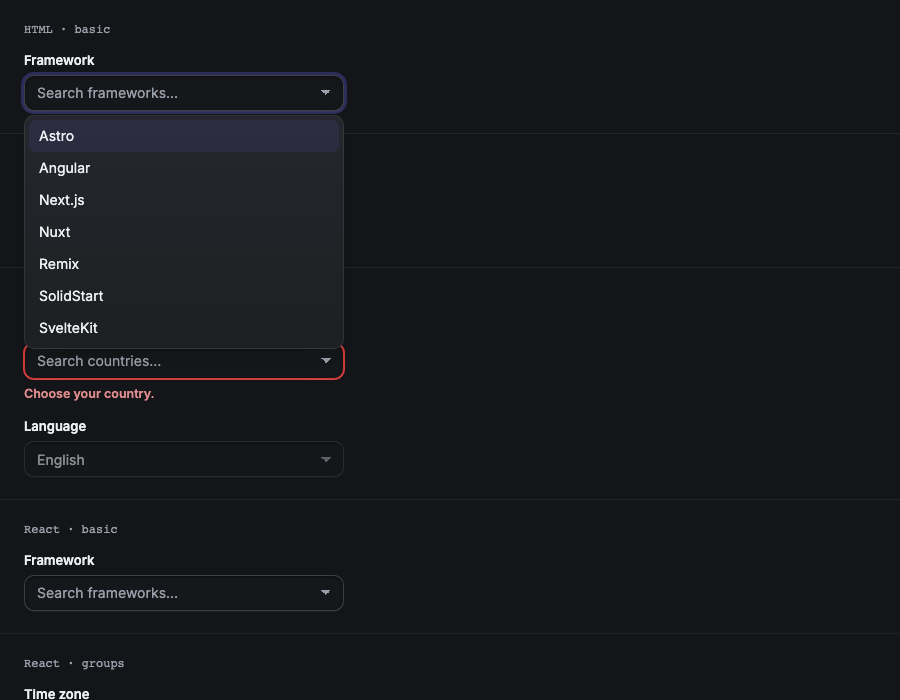 HTML · basic
Framework
Search frameworks...
Astro
Angular
Next.js
Nuxt
Remix
SolidStart
SvelteKit
Search countries...
Choose your country.
Language
English
React · basic
Framework
Search frameworks...
React · groups
Time zone